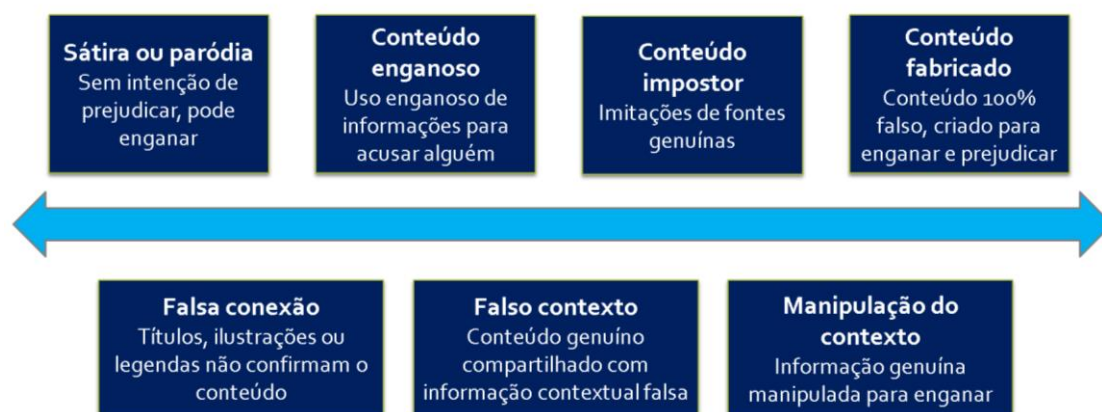 Sátira ou paródia
Sem intenção de
prejudicar, pode
enganar
Conteúdo
enganoso
Uso enganoso de
informações para
acusar alguém
Conteúdo
impostor
Imitações de fontes
genuínas
Conteúdo
fabricado
Conteúdo 100%
falso, criado para
enganar e prejudicar
Falsa conexão
Títulos, ilustrações ou
legendas não confirmam o
conteúdo
Falso contexto
Conteúdo genuíno
compartilhado com
informação contextual falsa
Manipulação do
contexto
Informação genuína
manipulada para enganar